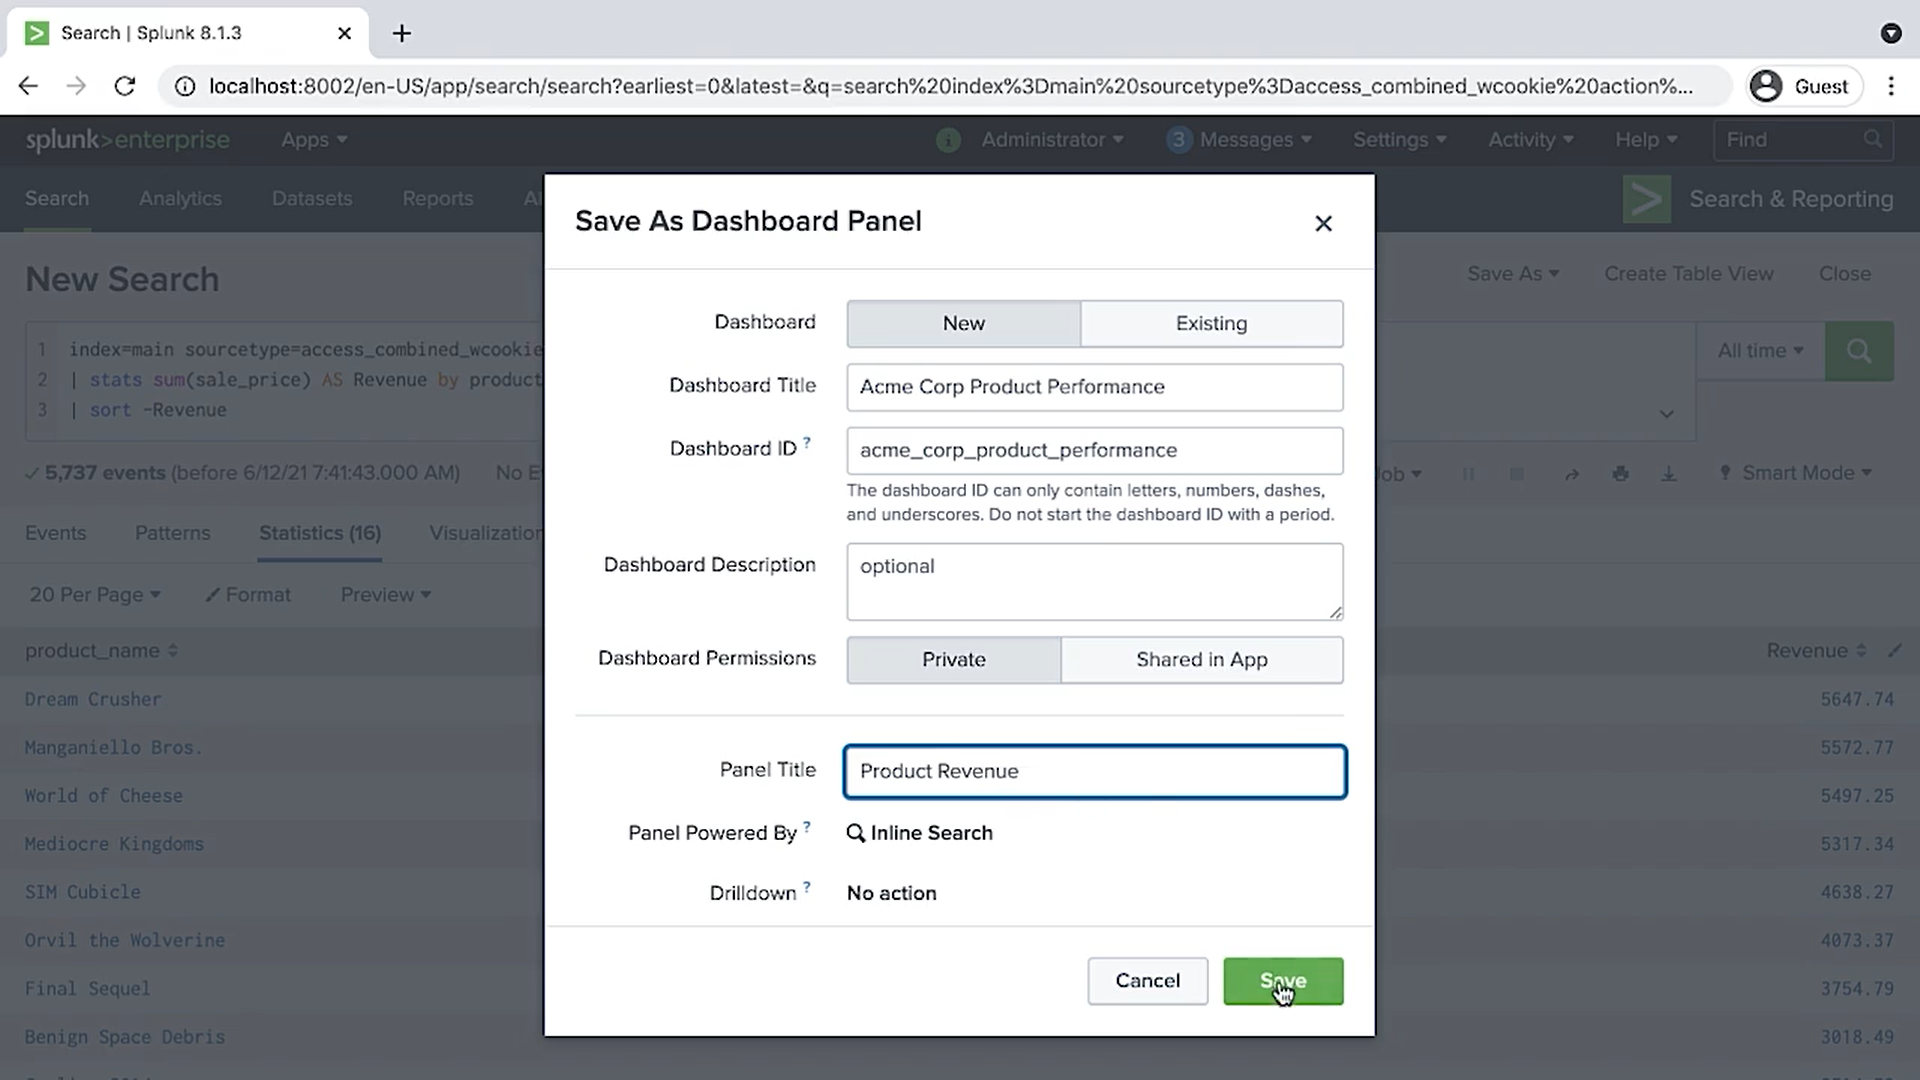 Search | Splunk 8.1.3
localhost:8002/en-US/app/search/search?earliest=0&latest=&q=search%20index%3Dmain%20sourcetype%3Daccess_combined_wcookie%20action%...
Guest
splunk>enterprise
Apps
Administrator
3
Messages
Settings
Activity
Help
Find
Search
Analytics
Datasets
Reports
Search & Reporting
Save As Dashboard Panel
New Search
Save As
Create Table View
Close
1 index=main sourcetype=access_combined_wcookie
2 | stats sum(sale_price) AS Revenue by product
3 | sort -Revenue
All time
5,737 events (before 6/12/21 7:41:43.000 AM)
Smart Mode
Events
Patterns
Statistics (16)
Visualization
20 Per Page
Format
Preview
product_name
Revenue
Dream Crusher 5647.74
Manganiello Bros. 5572.77
World of Cheese 5497.25
Mediocre Kingdoms 5317.34
SIM Cubicle 4638.27
Orvil the Wolverine 4073.37
Final Sequel 3754.79
Benign Space Debris 3018.49
Dashboard
New
Existing
Dashboard Title
Acme Corp Product Performance
Dashboard ID ?
acme_corp_product_performance
The dashboard ID can only contain letters, numbers, dashes,
and underscores. Do not start the dashboard ID with a period.
Dashboard Description
optional
Dashboard Permissions
Private
Shared in App
Panel Title
Product Revenue
Panel Powered By ?
Inline Search
Drilldown ?
No action
Cancel
Save